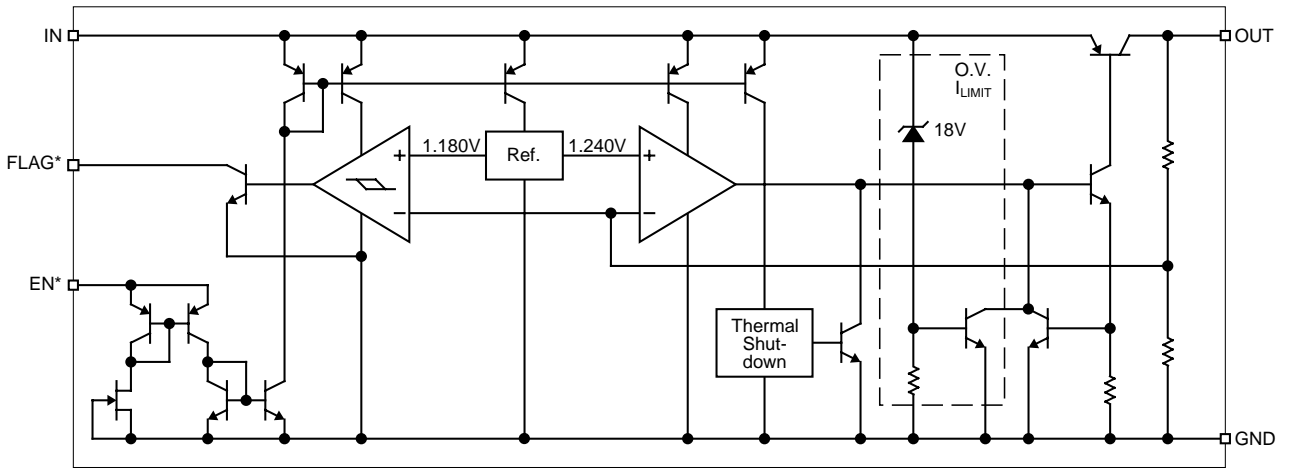 IN
OUT
O.V.
ILIMIT
18V
FLAG*
+
1.180V
Ref.
1.240V
+
−
−
EN*
Thermal
Shut-
down
GND